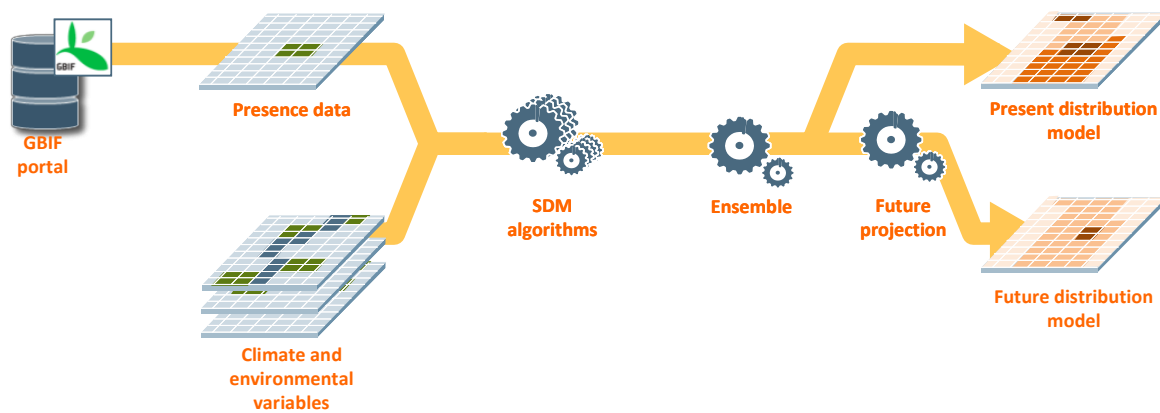 GBIF
GBIF
portal
Presence data
Climate and
environmental
variables
SDM
algorithms
Ensemble
Future
projection
Present distribution
model
Future distribution
model